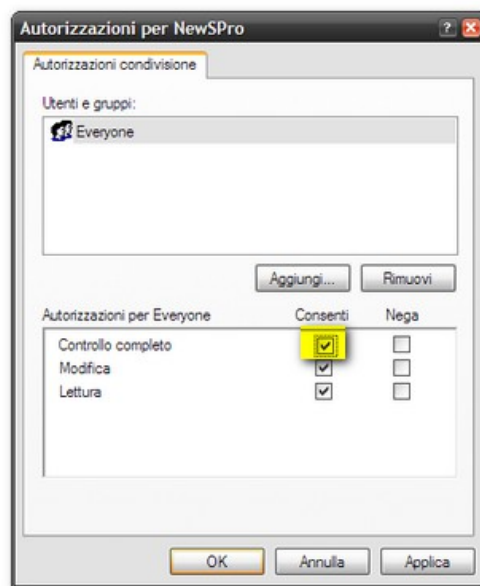 Autorizzazioni per NewSPro
Autorizzazioni condivisione
Utenti e gruppi:
Everyone
Aggiungi... Rimuovi
Autorizzazioni per Everyone Consenti Nega
Controllo completo
Modifica
Lettura
OK Annulla Applica